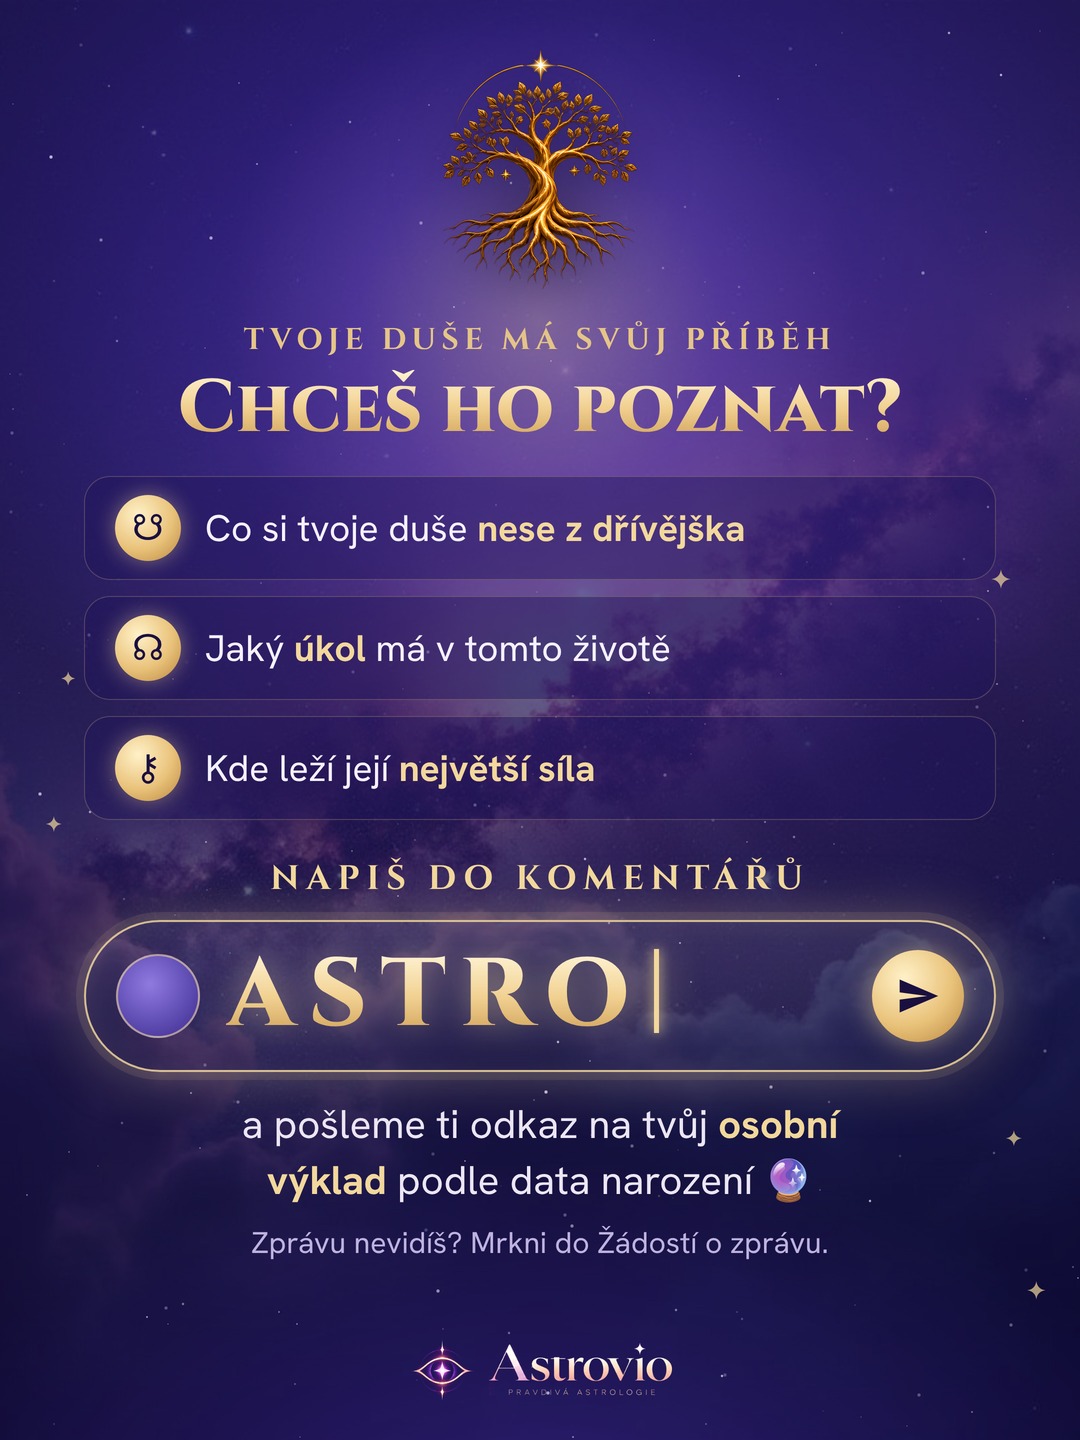 TVOJE DUŠE MÁ SVŮJ PŘÍBĚH
CHCEŠ HO POZNAT?
Co si tvoje duše nese z dřívějška
Jaký úkol má v tomto životě
Kde leží její největší síla
NAPIŠ DO KOMENTÁŘŮ
ASTRO
a pošleme ti odkaz na tvůj osobní
výklad podle data narození 🔮
Zprávu nevidíš? Mrkni do Žádostí o zprávu.
Astrovio
PRAVDIVÁ ASTROLOGIE